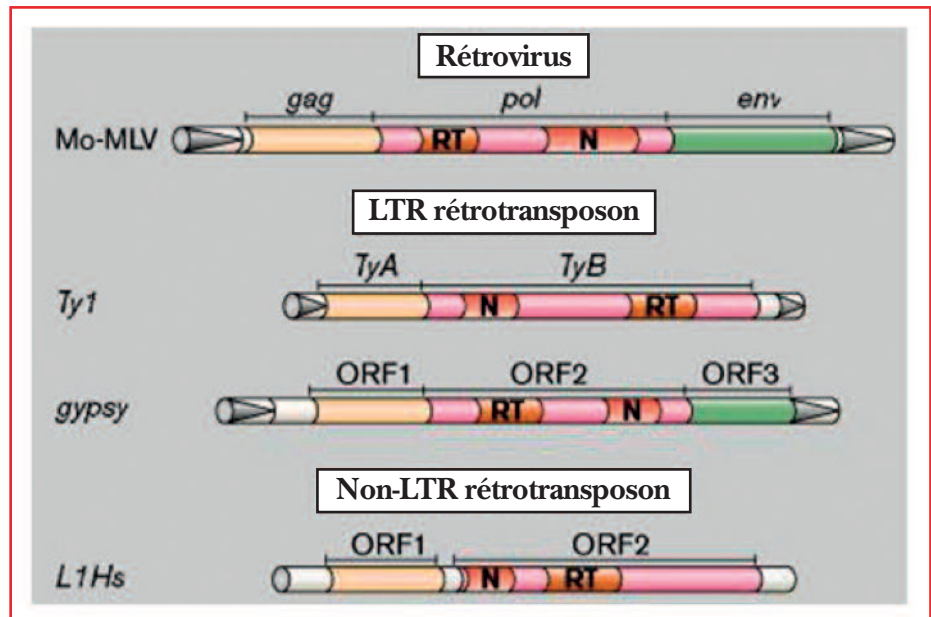 Rétrovirus
gag pol env
Mo-MLV RT N
LTR rétrotransposon
TyA TyB
Ty1 N RT
ORF1 ORF2 ORF3
gypsy RT N
Non-LTR rétrotransposon
ORF1 ORF2
L1Hs N RT